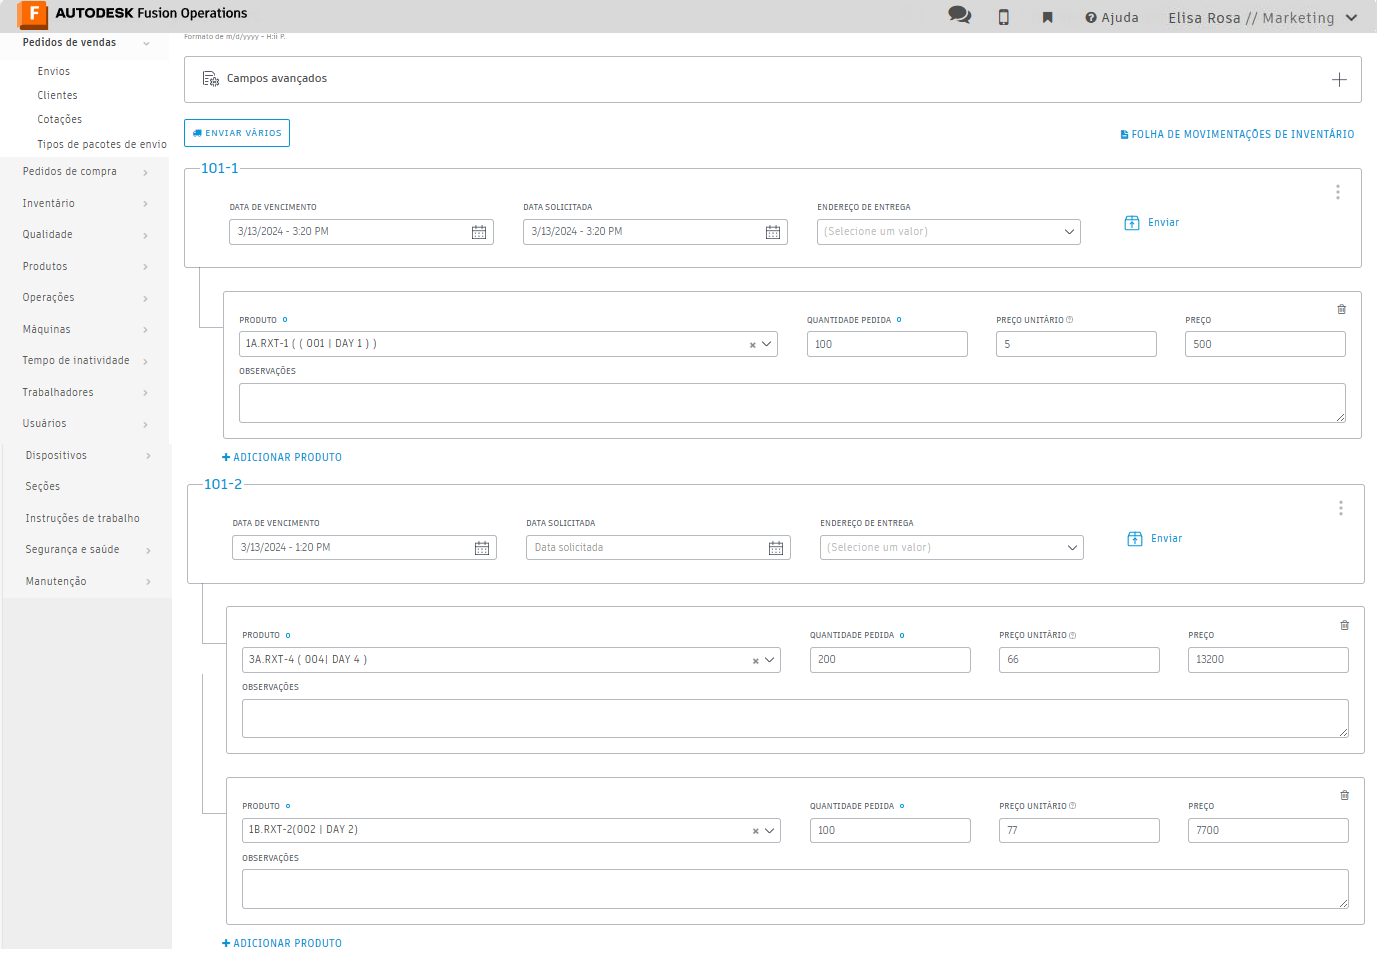 F AUTODESK Fusion Operations
Ajuda
Elisa Rosa // Marketing
Pedidos de vendas
Envios
Clientes
Cotações
Tipos de pacotes de envio
Pedidos de compra
Inventário
Qualidade
Produtos
Operações
Máquinas
Tempo de inatividade
Trabalhadores
Usuários
Dispositivos
Seções
Instruções de trabalho
Segurança e saúde
Manutenção
Formato de m/d/yyyy - H:ii P.
Campos avançados
ENVIAR VÁRIOS
FOLHA DE MOVIMENTAÇÕES DE INVENTÁRIO
101-1
DATA DE VENCIMENTO DATA SOLICITADA ENDEREÇO DE ENTREGA
3/13/2024 - 3:20 PM 3/13/2024 - 3:20 PM (Selecione um valor) Enviar
PRODUTO QUANTIDADE PEDIDA PREÇO UNITÁRIO PREÇO
1A.RXT-1 ( ( 001 | DAY 1 ) ) 100 5 500
OBSERVAÇÕES
ADICIONAR PRODUTO
101-2
DATA DE VENCIMENTO DATA SOLICITADA ENDEREÇO DE ENTREGA
3/13/2024 - 1:20 PM Data solicitada (Selecione um valor) Enviar
PRODUTO QUANTIDADE PEDIDA PREÇO UNITÁRIO PREÇO
3A.RXT-4 ( 004| DAY 4 ) 200 66 13200
OBSERVAÇÕES
PRODUTO QUANTIDADE PEDIDA PREÇO UNITÁRIO PREÇO
1B.RXT-2(002 | DAY 2) 100 77 7700
OBSERVAÇÕES
ADICIONAR PRODUTO